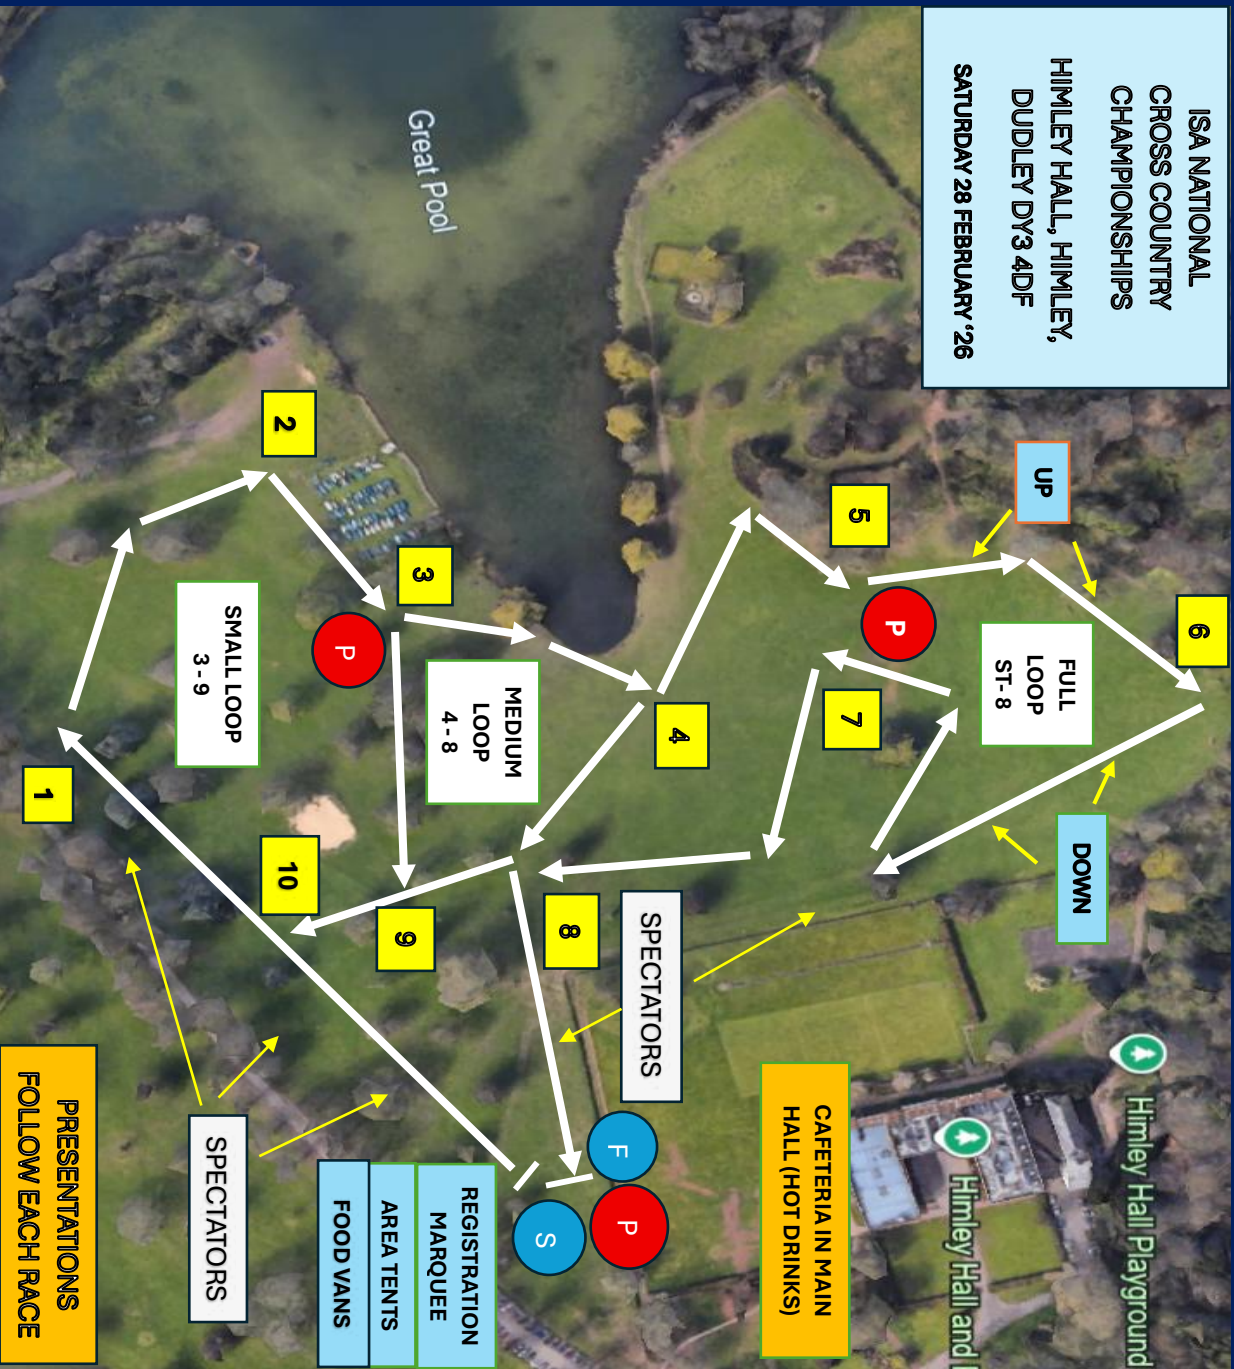 ISA NATIONAL
CROSS COUNTRY
CHAMPIONSHIPS
HIMLEY HALL, HIMLEY,
DUDLEY DY3 4DF
SATURDAY 28 FEBRUARY ‘26
Great Pool
UP
6
5
P
FULL
LOOP
ST- 8
7
DOWN
2
3
P
SMALL LOOP
3 - 9
MEDIUM
LOOP
4 - 8
4
1
10
9
8
SPECTATORS
Himley Hall Playground
Himley Hall and
CAFETERIA IN MAIN
HALL (HOT DRINKS)
F
P
S
REGISTRATION
MARQUEE
AREA TENTS
FOOD VANS
SPECTATORS
PRESENTATIONS
FOLLOW EACH RACE